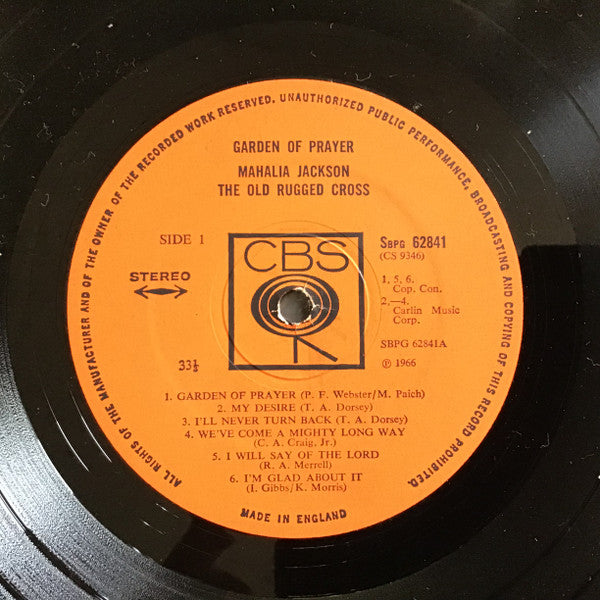 ALL RIGHTS OF THE MANUFACTURER AND OF THE OWNER OF THE RECORDED WORK RESERVED. UNAUTHORIZED PUBLIC PERFORMANCE, BROADCASTING AND COPYING OF THIS RECORD PROHIBITED.
GARDEN OF PRAYER
MAHALIA JACKSON
THE OLD RUGGED CROSS
SIDE 1
STEREO
33⅓
CBS
SBPG 62841
(CS 9346)
1, 5, 6.
Cop. Con.
2,—4.
Carlin Music
Corp.
SBPG 62841A
℗ 1966
1. GARDEN OF PRAYER (P. F. Webster/M. Paich)
2. MY DESIRE (T. A. Dorsey)
3. I'LL NEVER TURN BACK (T. A. Dorsey)
4. WE'VE COME A MIGHTY LONG WAY
(C. A. Craig, Jr.)
5. I WILL SAY OF THE LORD
(R. A. Merrell)
6. I'M GLAD ABOUT IT
(I. Gibbs/K. Morris)
MADE IN ENGLAND